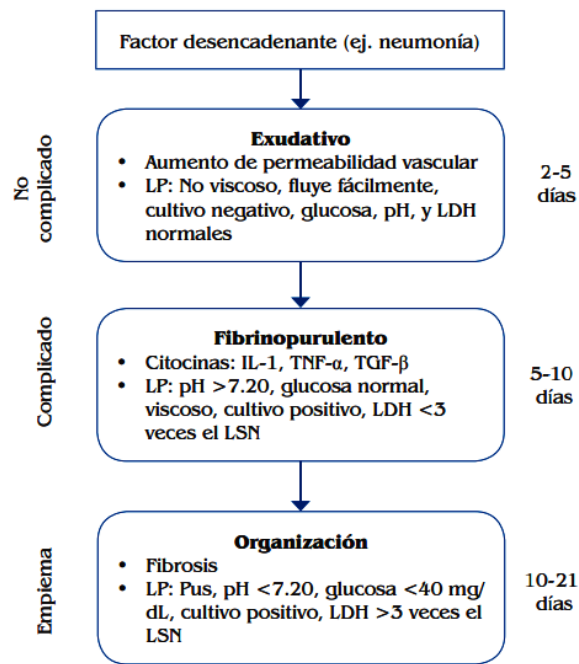 Factor desencadenante (ej. neumonía)
No
complicado
Exudativo
• Aumento de permeabilidad vascular
• LP: No viscoso, fluye fácilmente,
cultivo negativo, glucosa, pH, y LDH
normales
2-5
días
Complicado
Fibrinopurulento
• Citocinas: IL-1, TNF-α, TGF-β
• LP: pH >7.20, glucosa normal,
viscoso, cultivo positivo, LDH <3
veces el LSN
5-10
días
Empiema
Organización
• Fibrosis
• LP: Pus, pH <7.20, glucosa <40 mg/
dL, cultivo positivo, LDH >3 veces el
LSN
10-21
días